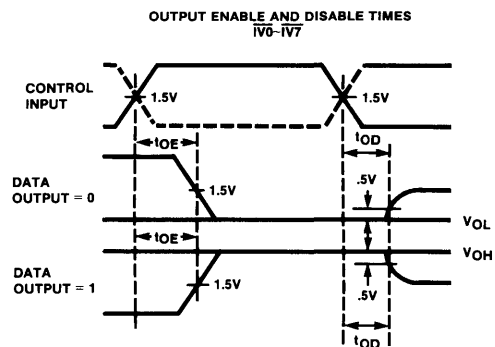 OUTPUT ENABLE AND DISABLE TIMES
IV0~IV7
CONTROL
INPUT
1.5V
1.5V
tOE
tOD
DATA
OUTPUT = 0
1.5V
.5V
VOL
tOE
VOH
DATA
OUTPUT = 1
1.5V
.5V
tOD